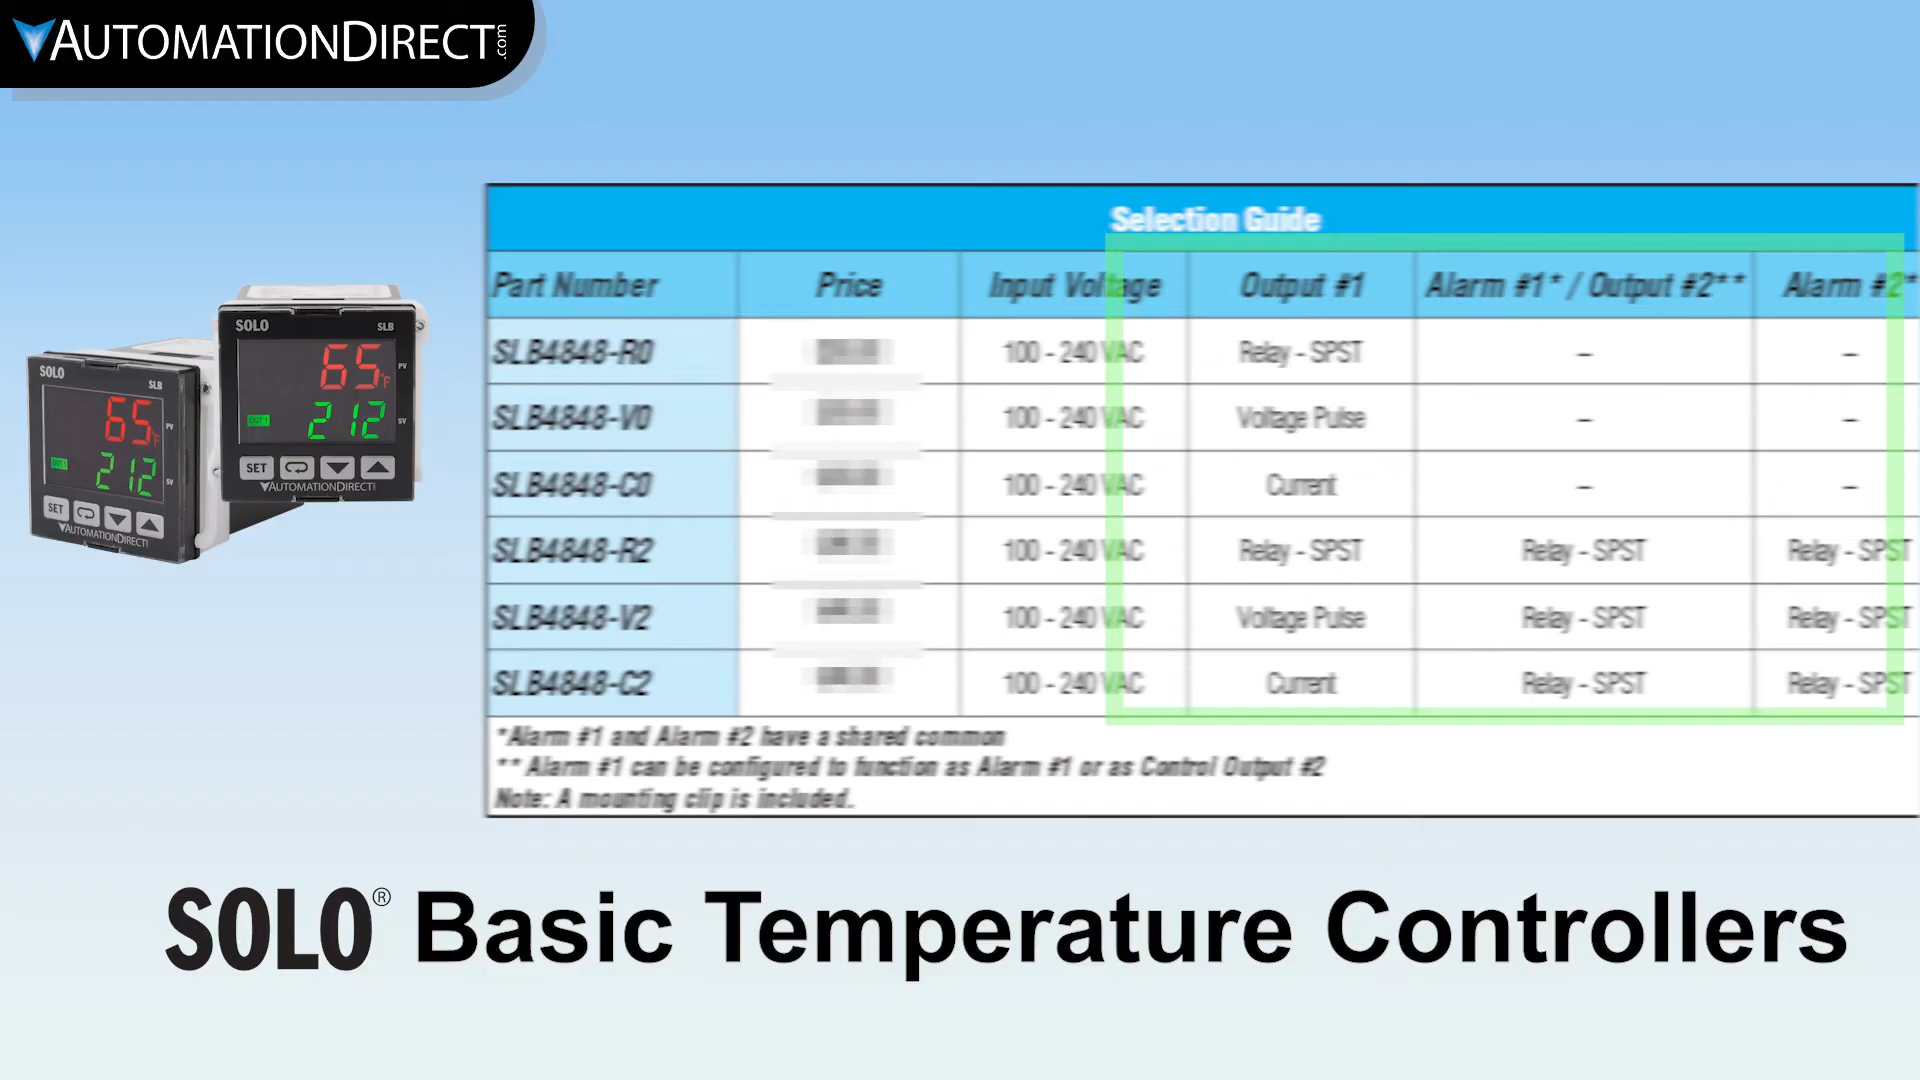 AUTOMATIONDIRECT.com
Selection Guide
Part Number Price Input Voltage Output #1 Alarm #1* / Output #2** Alarm #2*
SLB4848-R0 100 - 240 VAC Relay - SPST – –
SLB4848-V0 100 - 240 VAC Voltage Pulse – –
SLB4848-C0 100 - 240 VAC Current – –
SLB4848-R2 100 - 240 VAC Relay - SPST Relay - SPST Relay - SPST
SLB4848-V2 100 - 240 VAC Voltage Pulse Relay - SPST Relay - SPST
SLB4848-C2 100 - 240 VAC Current Relay - SPST Relay - SPST
*Alarm #1 and Alarm #2 have a shared common
** Alarm #1 can be configured to function as Alarm #1 or as Control Output #2
Note: A mounting clip is included.
SOLO SLB
65 °F PV
OUT 1 212 SV
SET
AUTOMATIONDIRECT
SOLO SLB
65 °F PV
OUT 1 212 SV
SET
AUTOMATIONDIRECT
SOLO® Basic Temperature Controllers